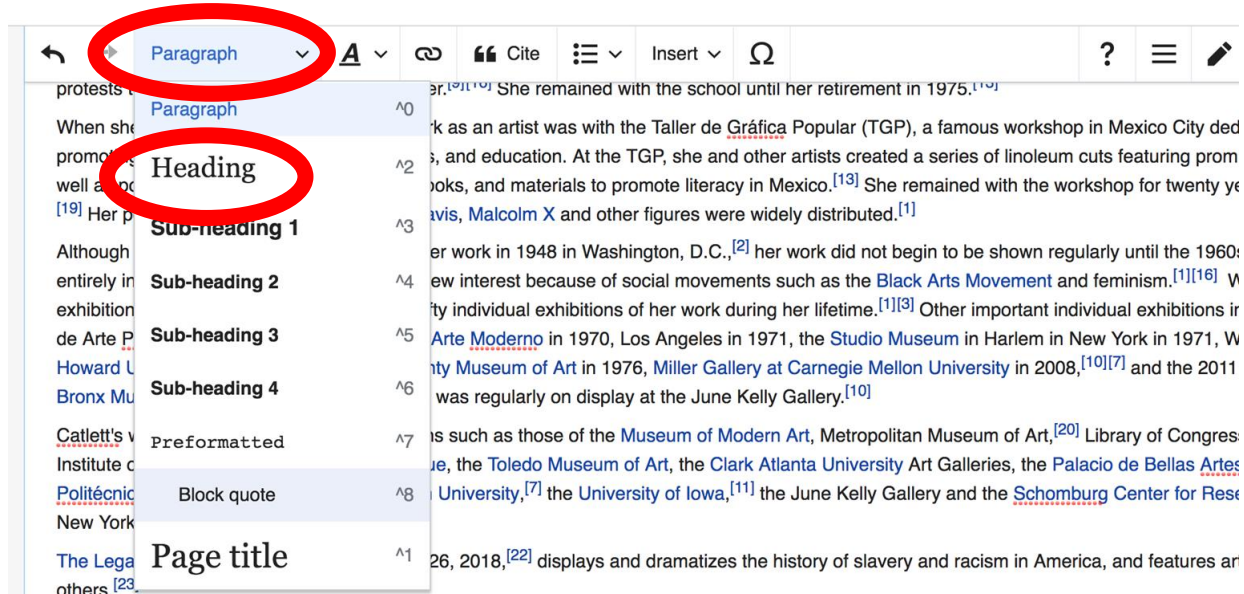 Paragraph A Cite Insert Ω ?
protests er.[9][10] She remained with the school until her retirement in 1975.[13]
Paragraph ^0
When she rk as an artist was with the Taller de Gráfica Popular (TGP), a famous workshop in Mexico City ded
Heading ^2
s, and education. At the TGP, she and other artists created a series of linoleum cuts featuring prom
well a ooks, and materials to promote literacy in Mexico.[13] She remained with the workshop for twenty ye
[19] Her p avis, Malcolm X and other figures were widely distributed.[1]
Sub-heading 1 ^3
Although er work in 1948 in Washington, D.C.,[2] her work did not begin to be shown regularly until the 1960s
entirely in ew interest because of social movements such as the Black Arts Movement and feminism.[1][16] W
Sub-heading 2 ^4
exhibition fty individual exhibitions of her work during her lifetime.[1][3] Other important individual exhibitions in
de Arte P Arte Moderno in 1970, Los Angeles in 1971, the Studio Museum in Harlem in New York in 1971, W
Sub-heading 3 ^5
Howard U nty Museum of Art in 1976, Miller Gallery at Carnegie Mellon University in 2008,[10][7] and the 2011
Bronx Mu was regularly on display at the June Kelly Gallery.[10]
Sub-heading 4 ^6
Catlett's w ns such as those of the Museum of Modern Art, Metropolitan Museum of Art,[20] Library of Congress
Preformatted ^7
Institute o ue, the Toledo Museum of Art, the Clark Atlanta University Art Galleries, the Palacio de Bellas Artes
Politécnic University,[7] the University of Iowa,[11] the June Kelly Gallery and the Schomburg Center for Rese
Block quote ^8
New York
Page title ^1
The Lega 26, 2018,[22] displays and dramatizes the history of slavery and racism in America, and features art
others.[23